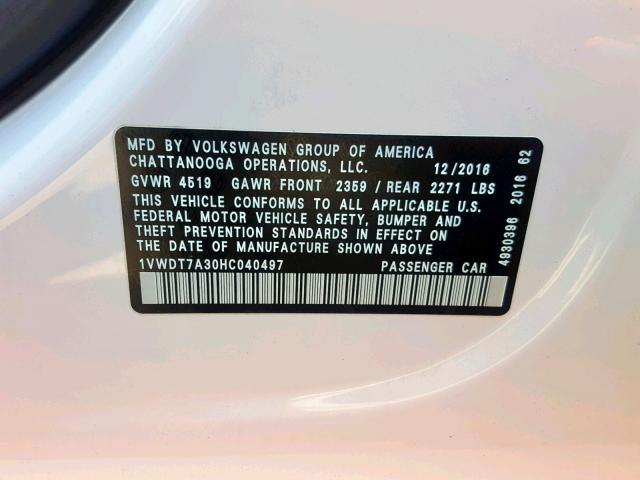 MFD BY VOLKSWAGEN GROUP OF AMERICA
CHATTANOOGA OPERATIONS, LLC. 12/2016
GVWR 4519 GAWR FRONT 2359 / REAR 2271 LBS
THIS VEHICLE CONFORMS TO ALL APPLICABLE U.S.
FEDERAL MOTOR VEHICLE SAFETY, BUMPER AND
THEFT PREVENTION STANDARDS IN EFFECT ON
THE DATE OF MANUFACTURE SHOWN ABOVE.
1VWDT7A30HC040497 PASSENGER CAR
4930396 2016 62